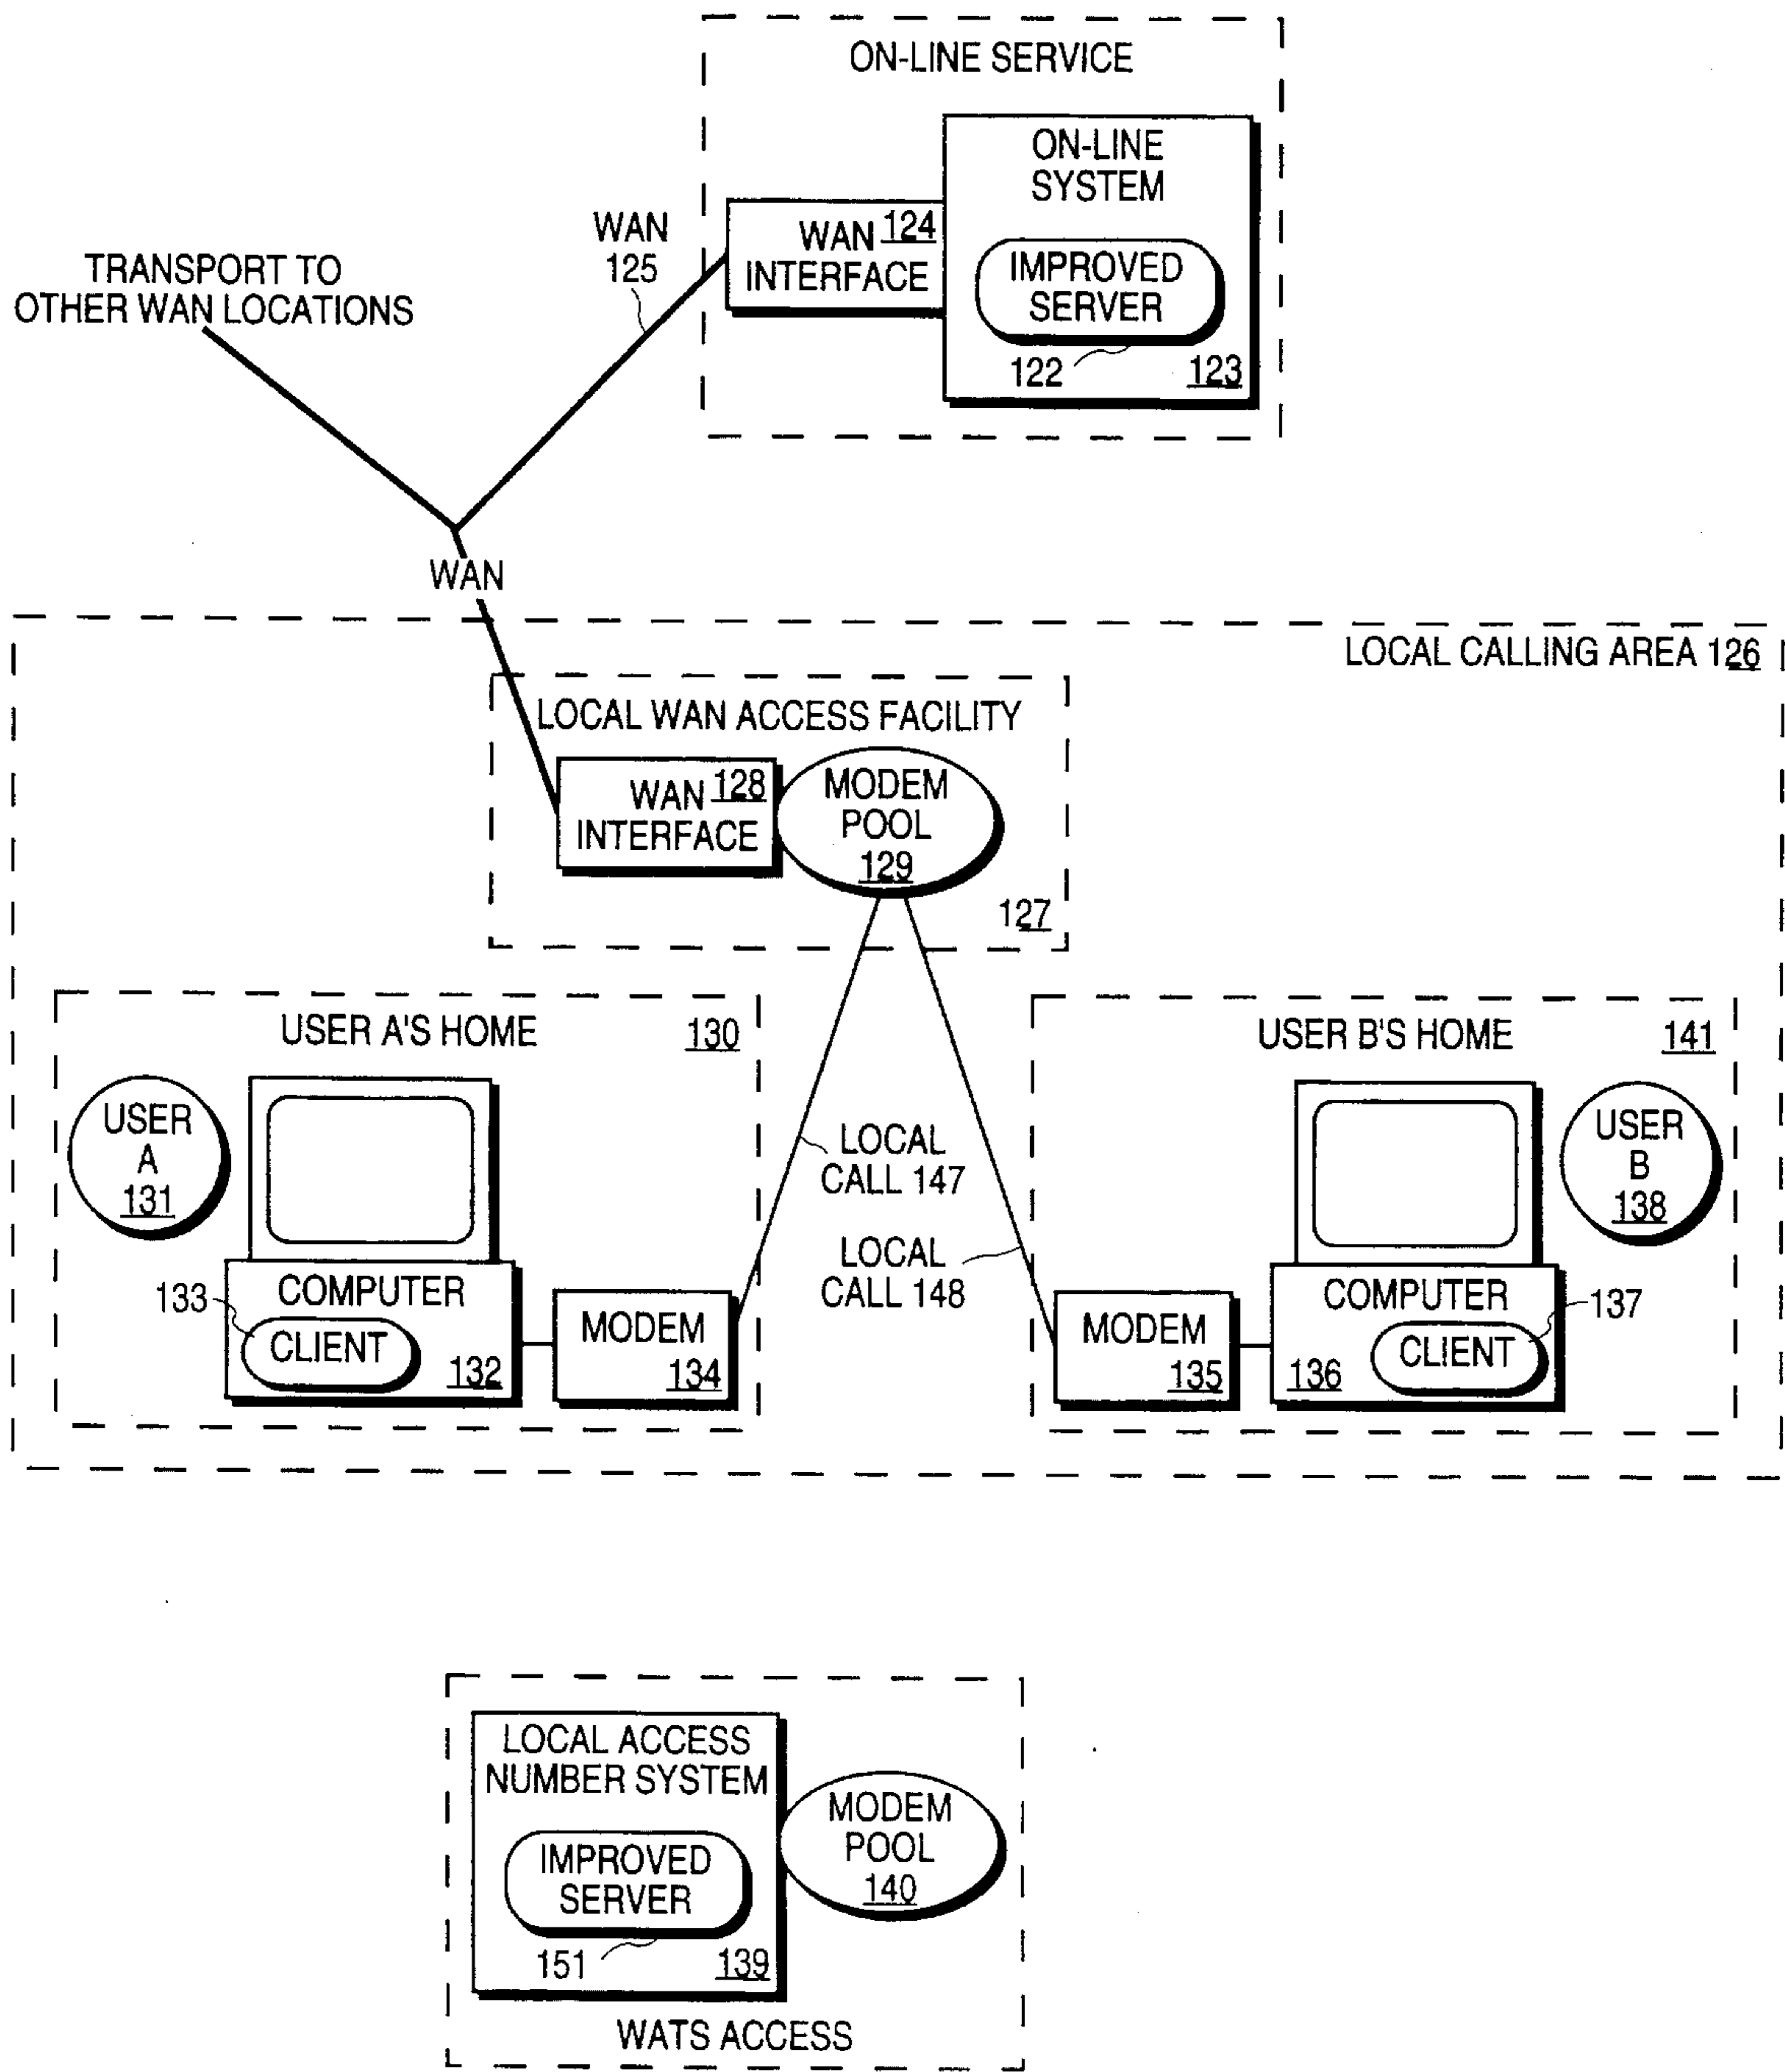 ON-LINE SERVICE
ON-LINE
SYSTEM
WAN
125
WAN 124
INTERFACE
IMPROVED
SERVER
122
123
TRANSPORT TO
OTHER WAN LOCATIONS
WAN
LOCAL CALLING AREA 126
LOCAL WAN ACCESS FACILITY
WAN 128
INTERFACE
MODEM
POOL
129
127
USER A'S HOME
130
USER A
131
COMPUTER
133
CLIENT
132
MODEM
134
LOCAL
CALL 147
LOCAL
CALL 148
USER B'S HOME
141
USER
B
138
COMPUTER
137
CLIENT
136
MODEM
135
LOCAL ACCESS
NUMBER SYSTEM
IMPROVED
SERVER
151
139
MODEM
POOL
140
WATS ACCESS